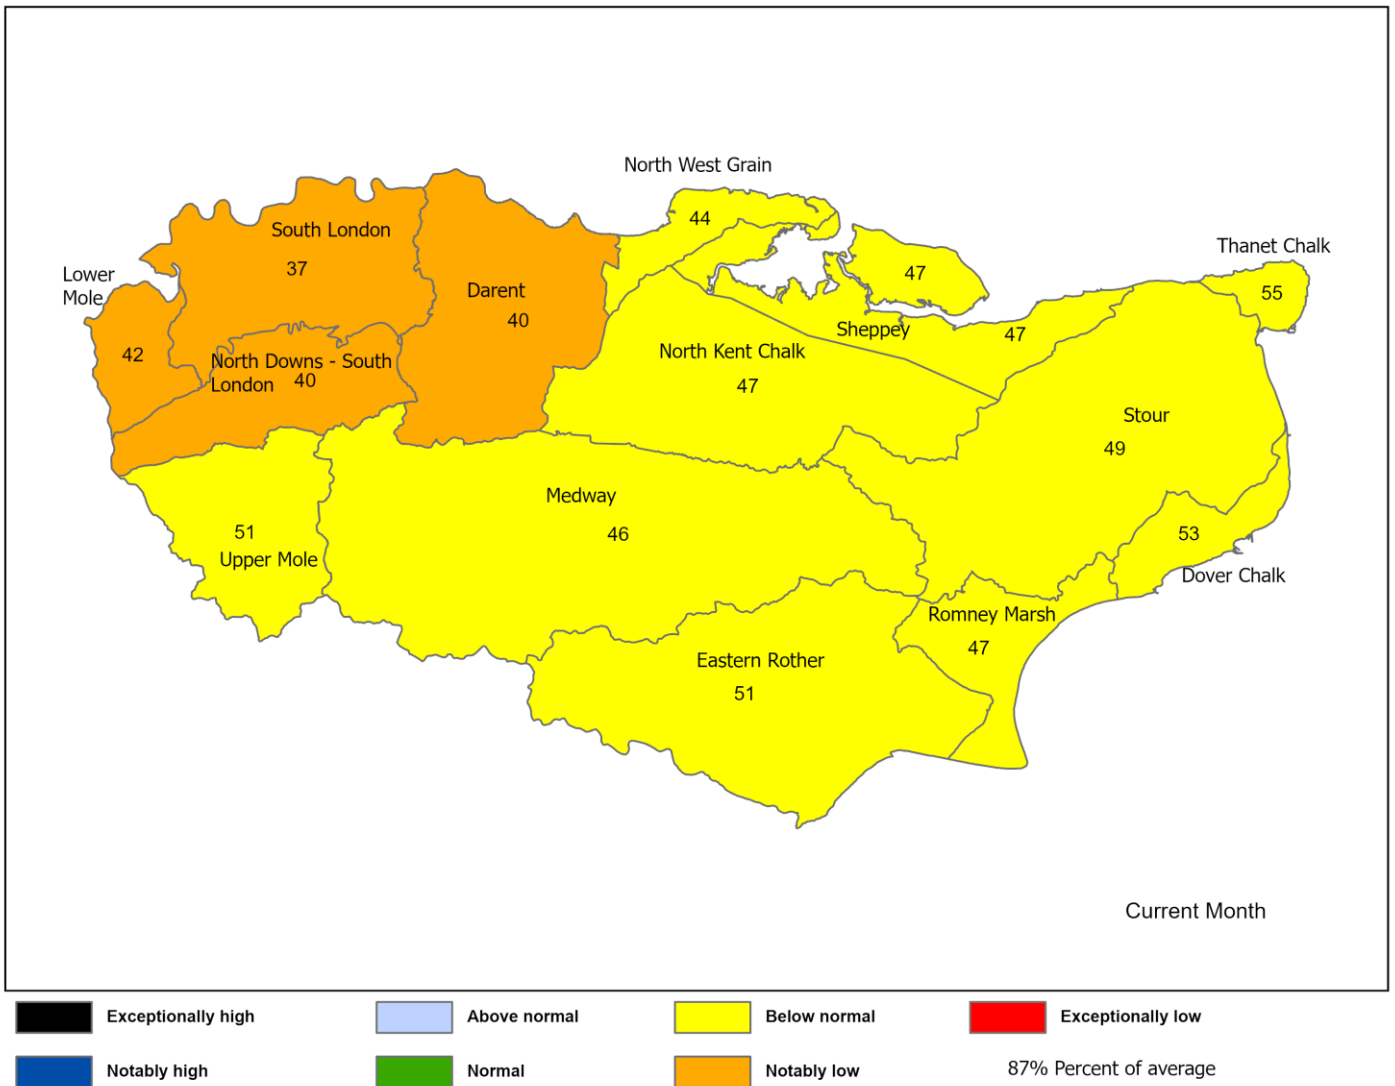 North West Grain
44
South London
37
Thanet Chalk
55
Lower
Mole
Darent
40
47
Sheppey
47
42
North Downs - South
London 40
North Kent Chalk
47
Stour
49
Medway
46
51
Upper Mole
53
Dover Chalk
Romney Marsh
47
Eastern Rother
51
Current Month
Exceptionally high
Above normal
Below normal
Exceptionally low
Notably high
Normal
Notably low
87% Percent of average